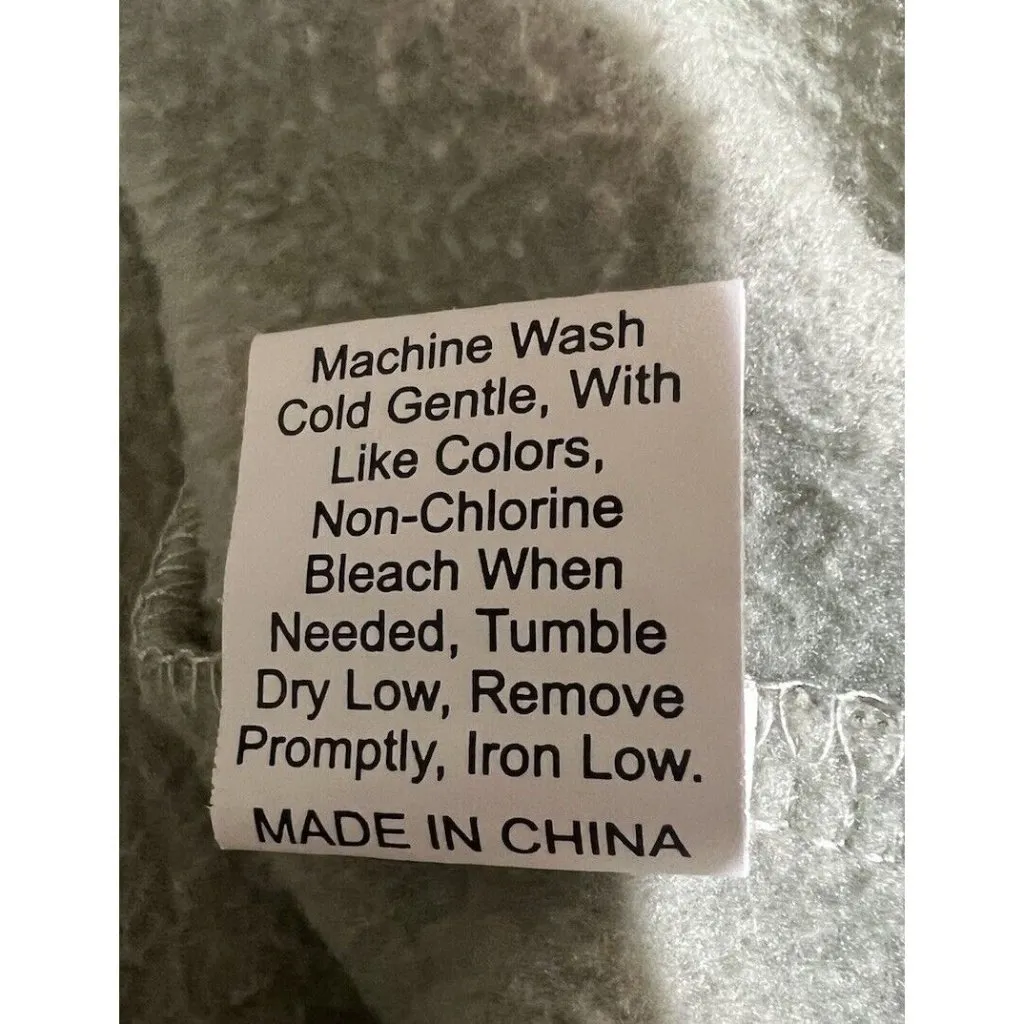 Machine Wash
Cold Gentle, With
Like Colors,
Non-Chlorine
Bleach When
Needed, Tumble
Dry Low, Remove
Promptly, Iron Low.
MADE IN CHINA